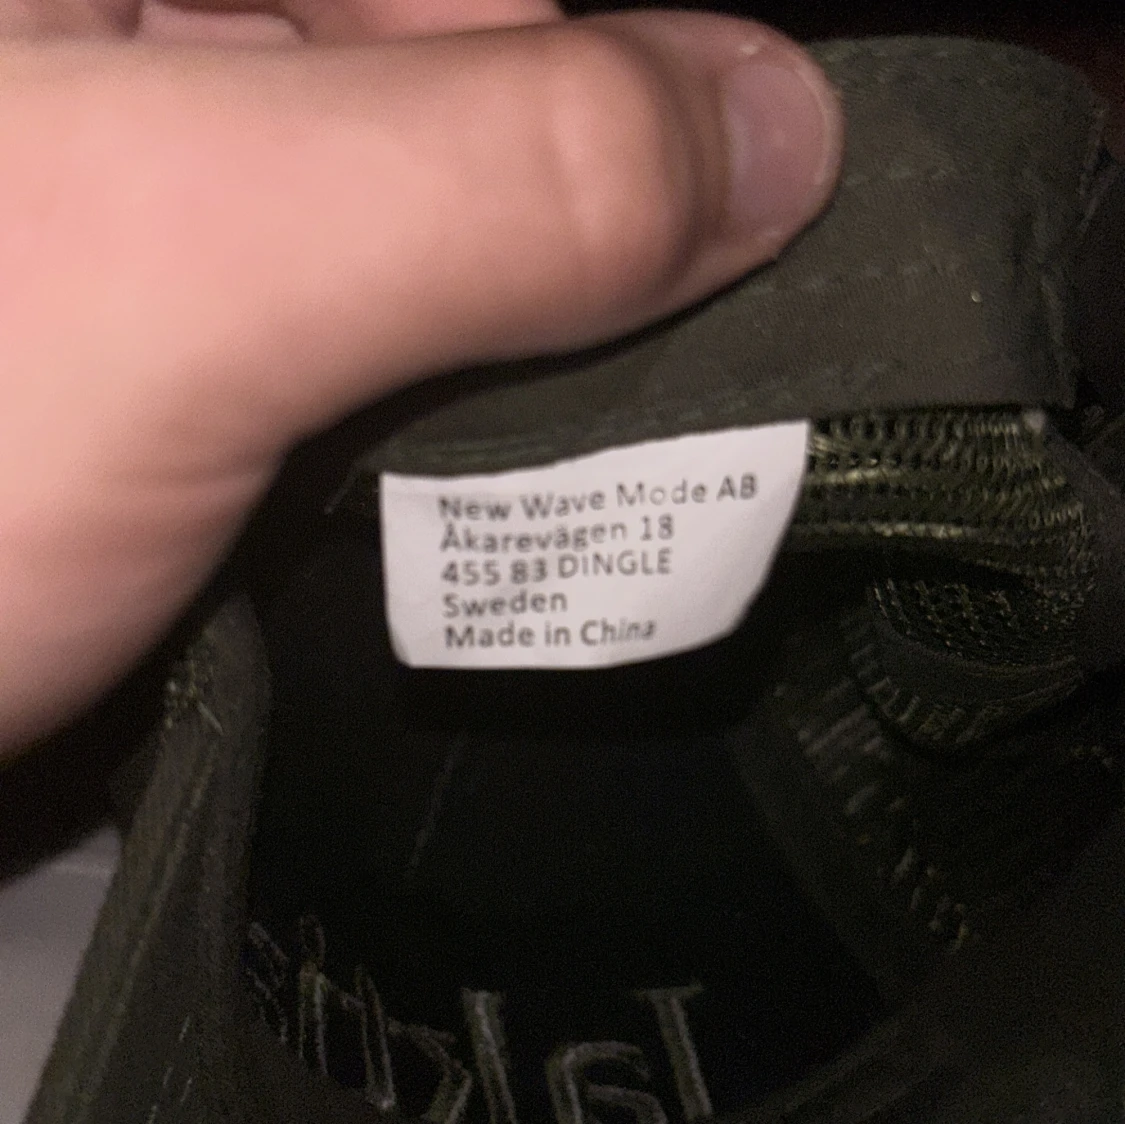 New Wave Mode AB
Åkarevägen 18
455 83 DINGLE
Sweden
Made in China